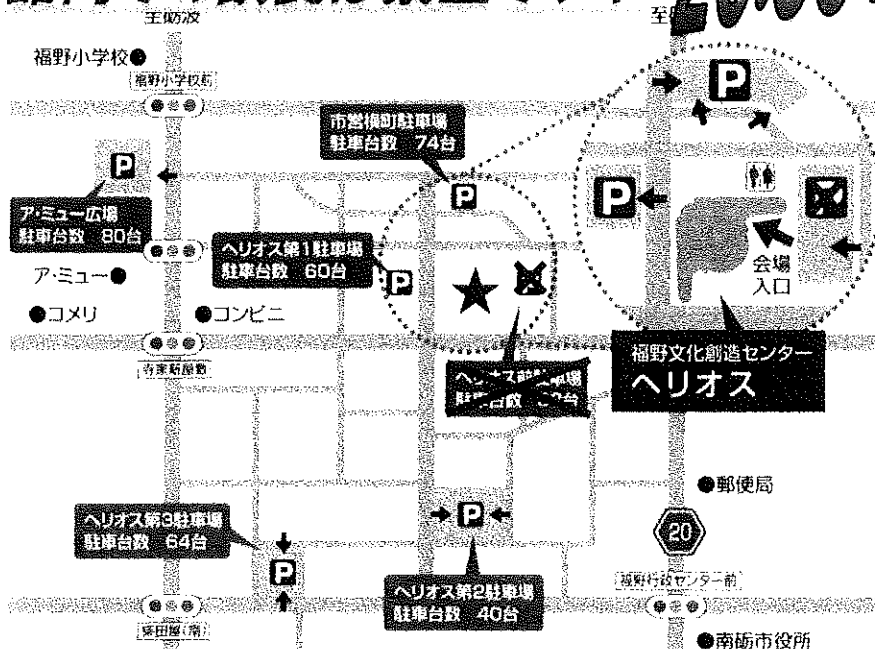 至砺波
福野小学校
福野小学校前
P
市営横町駐車場
駐車台数 74台
P
P
P
ア・ミュー広場
駐車台数 80台
ヘリオス第1駐車場
駐車台数 60台
P
P
会場
入口
ア・ミュー
コメリ
コンビニ
寺家新屋敷
福野文化創造センター
ヘリオス
郵便局
20
ヘリオス第3駐車場
駐車台数 64台
P
P
ヘリオス第2駐車場
駐車台数 40台
福野行政センター前
柴田屋(南)
南砺市役所